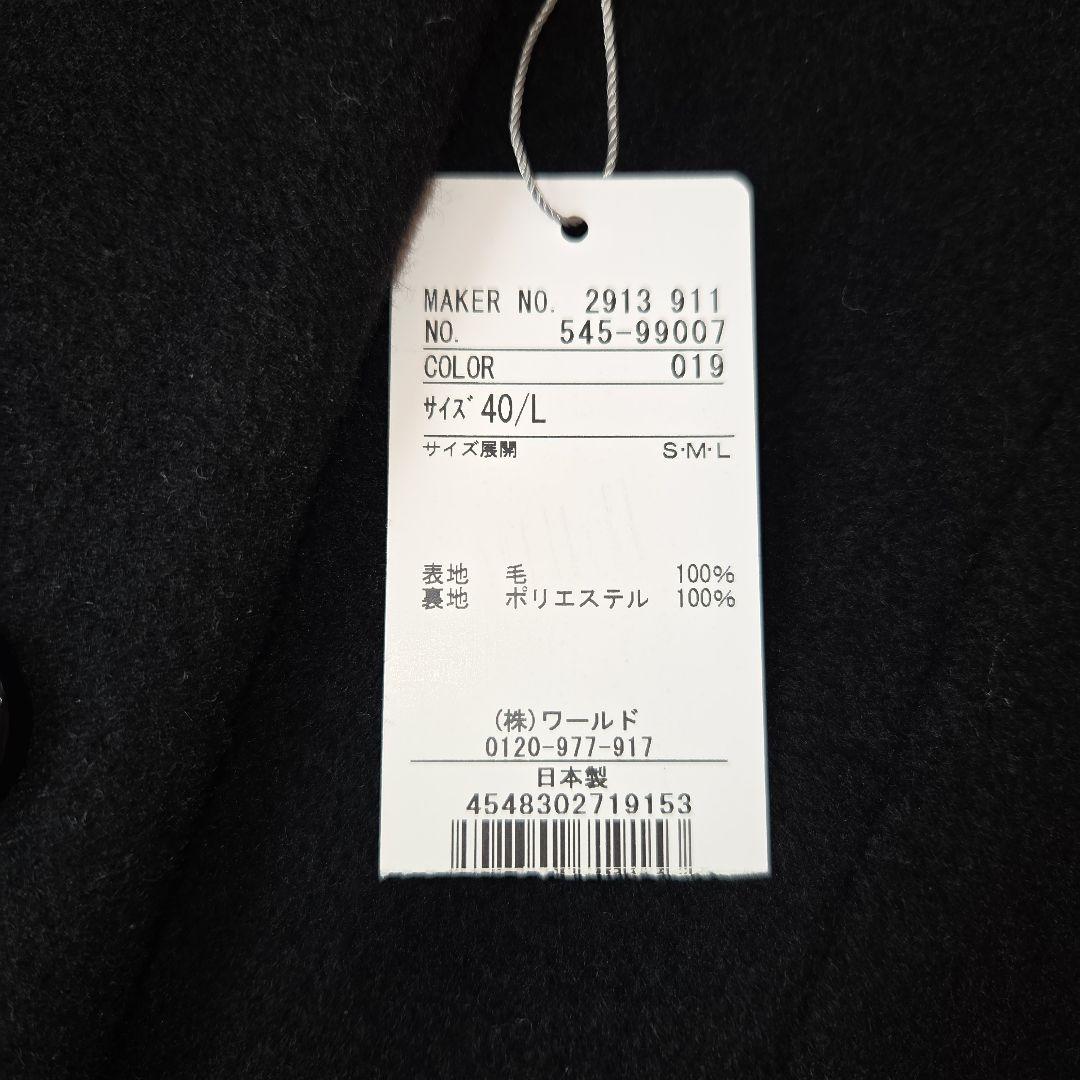 MAKER NO. 2913 911
NO. 545-99007
COLOR 019
ｻｲｽﾞ 40/L
サイズ展開 S·M·L
表地 毛 100%
裏地 ポリエステル 100%
(株)ワールド
0120-977-917
日本製
4548302719153